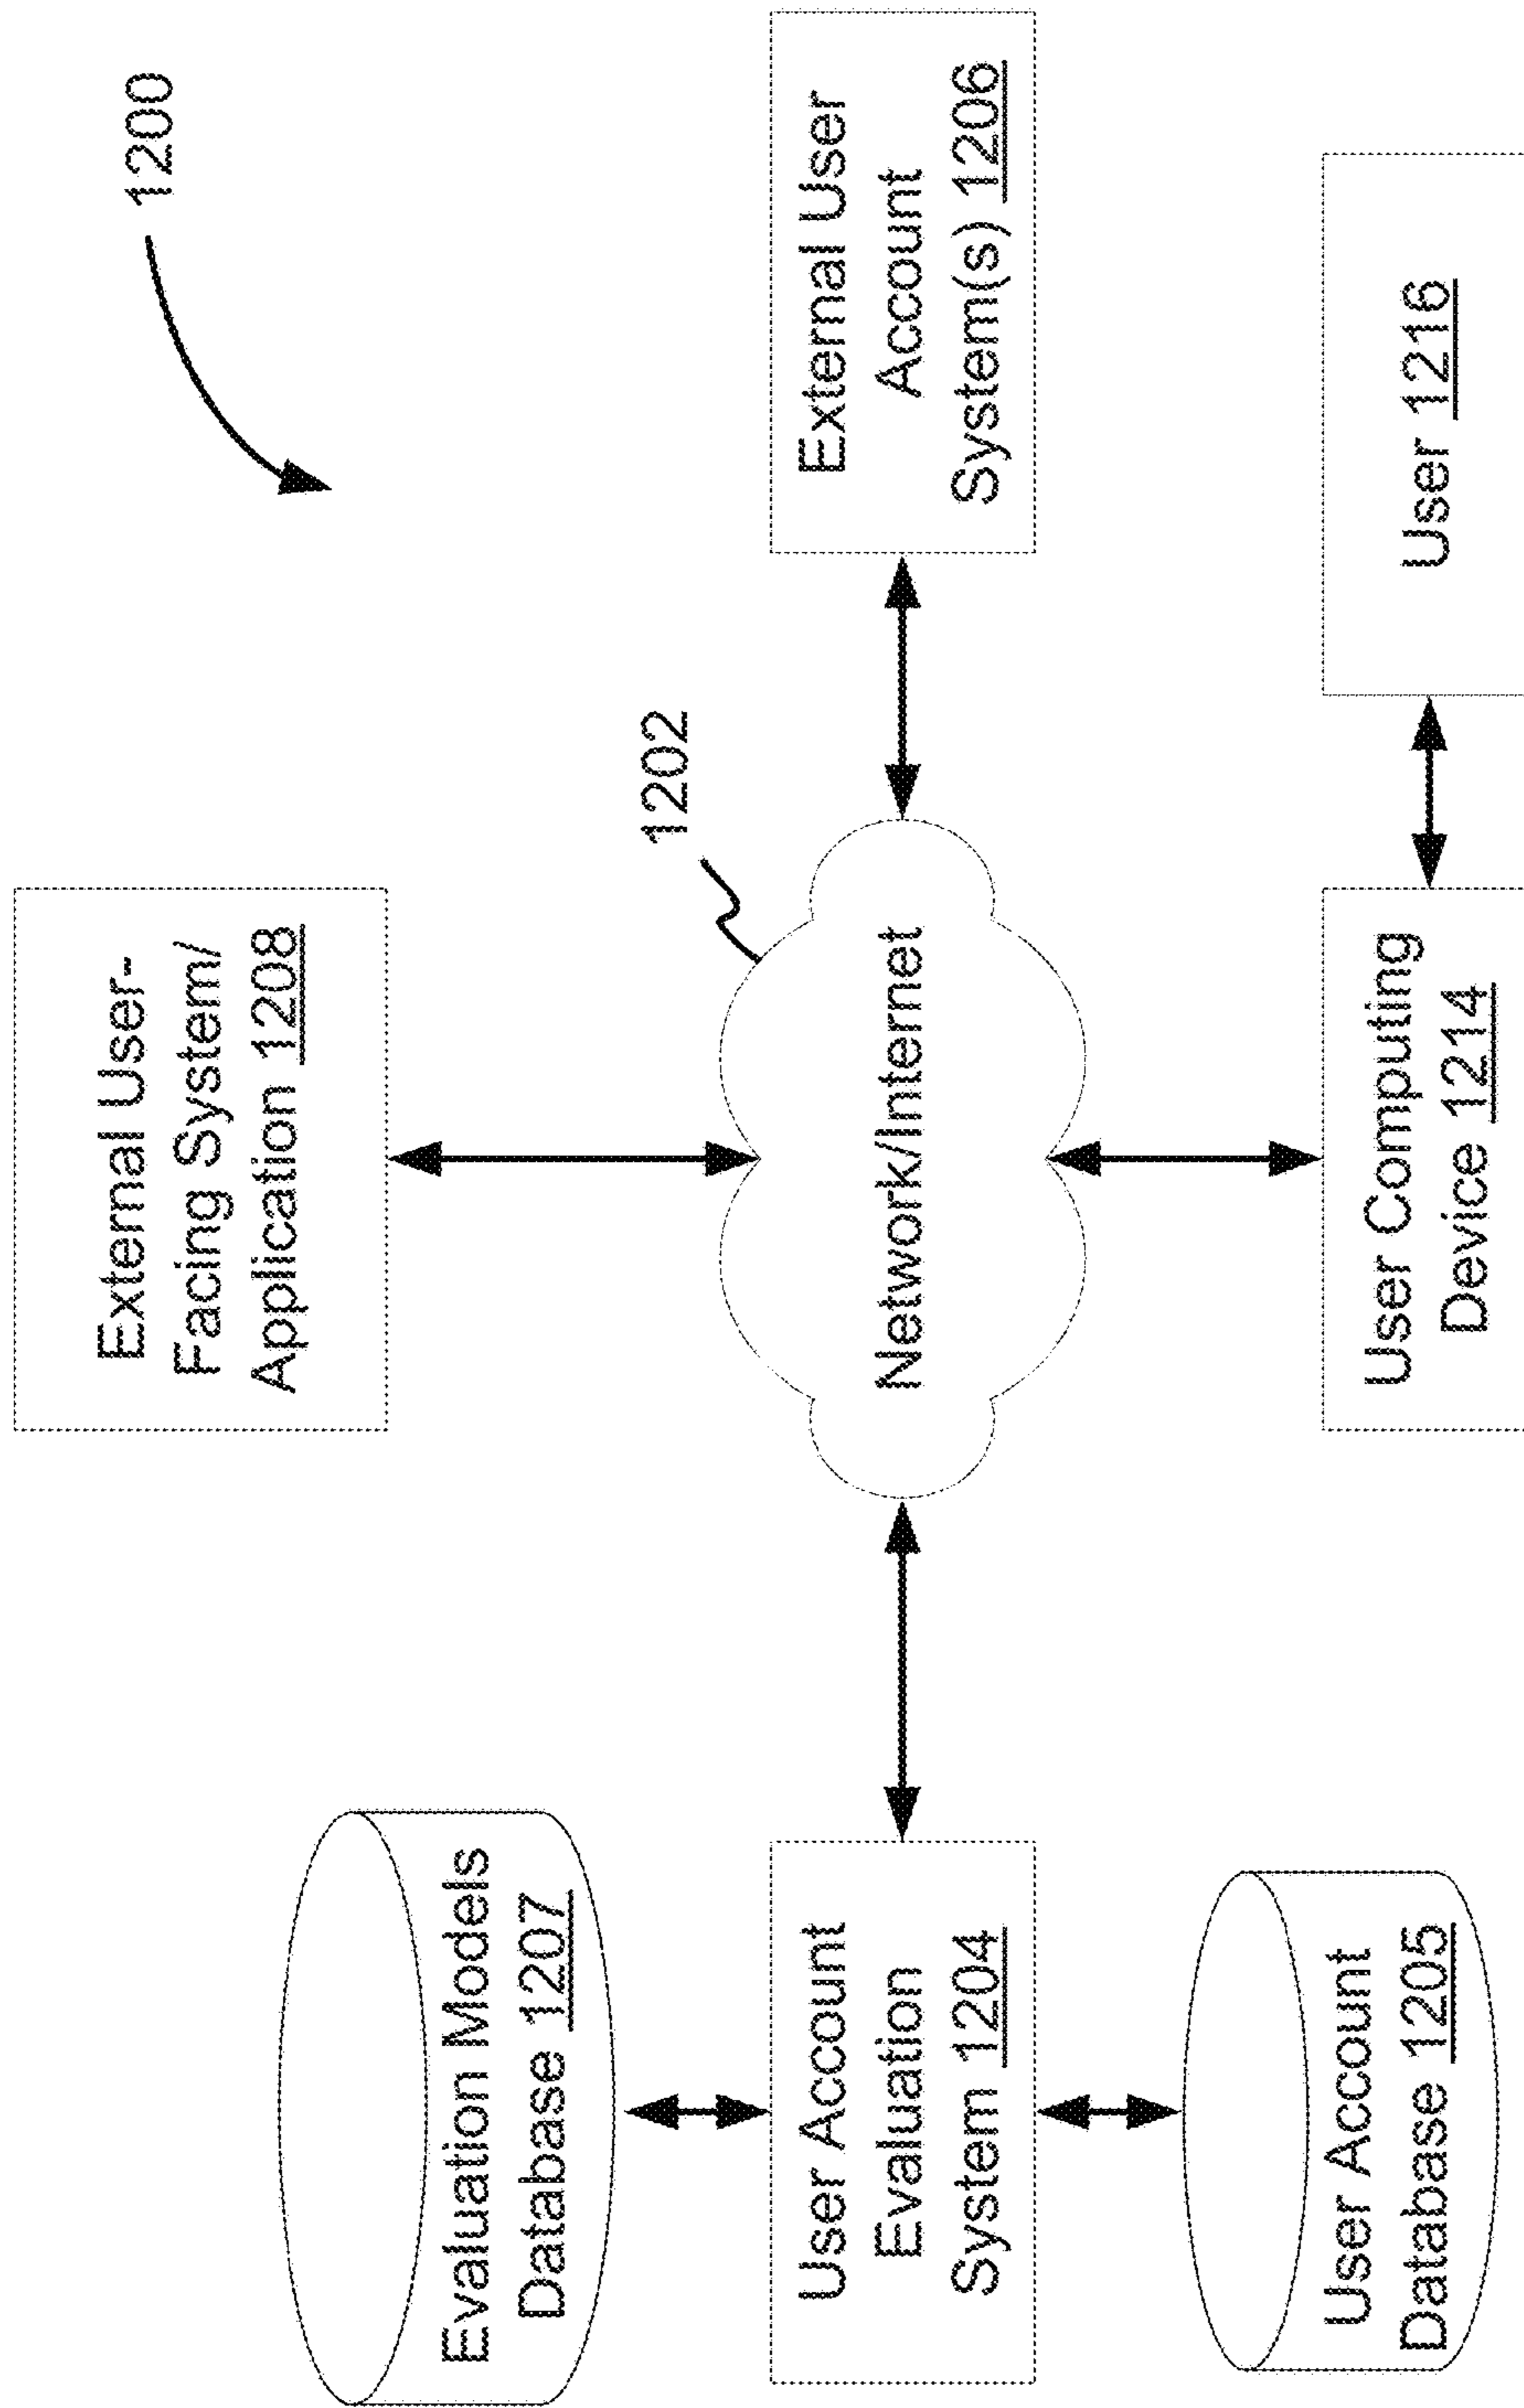 1200
External User-
Facing System/
Application 1208
Evaluation Models
Database 1207
1202
User Account
Evaluation
System 1204
Network/Internet
External User
Account
System(s) 1206
User Account
Database 1205
User Computing
Device 1214
User 1216